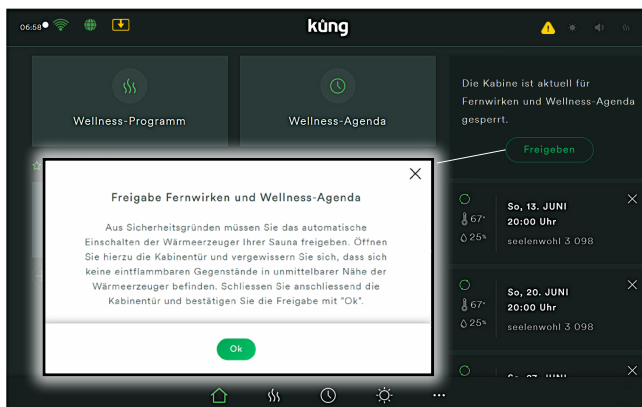 06:58
kûng
Wellness-Programm
Wellness-Agenda
Die Kabine ist aktuell für
Fernwirken und Wellness-Agenda
gesperrt.
Freigeben
Freigabe Fernwirken und Wellness-Agenda
Aus Sicherheitsgründen müssen Sie das automatische
Einschalten der Wärmeerzeuger Ihrer Sauna freigeben. Öffnen
Sie hierzu die Kabinentür und vergewissern Sie sich, dass sich
keine eintflammbaren Gegenstände in unmittelbarer Nähe der
Wärmeerzeuger befinden. Schliessen Sie anschliessend die
Kabinentür und bestätigen Sie die Freigabe mit "Ok".
Ok
So, 13. JUNI
67°
20:00 Uhr
25%
seelenwohl 3 098
So, 20. JUNI
67°
20:00 Uhr
25%
seelenwohl 3 098